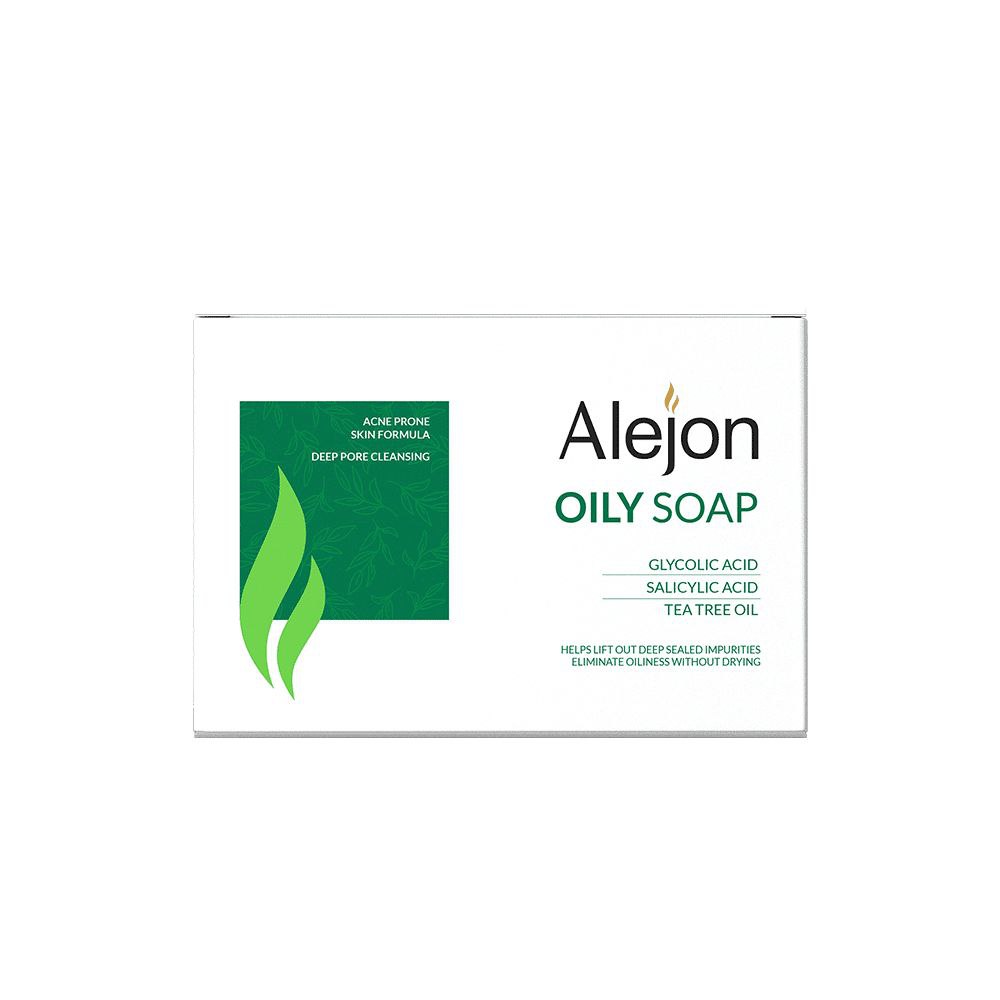 ACNE PRONE
SKIN FORMULA
DEEP PORE CLEANSING
Alejon
OILY SOAP
GLYCOLIC ACID
SALICYLIC ACID
TEA TREE OIL
HELPS LIFT OUT DEEP SEALED IMPURITIES
ELIMINATE OILINESS WITHOUT DRYING